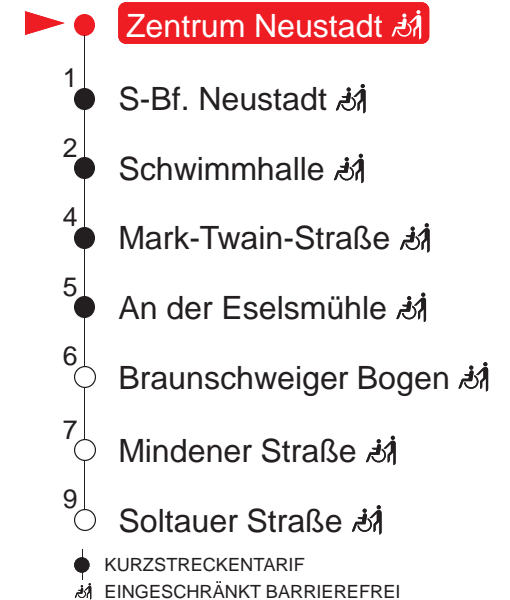 Zentrum Neustadt
1
S-Bf. Neustadt
2
Schwimmhalle
4
Mark-Twain-Straße
5
An der Eselsmühle
6
Braunschweiger Bogen
7
Mindener Straße
9
Soltauer Straße
KURZSTRECKENTARIF
EINGESCHRÄNKT BARRIEREFREI